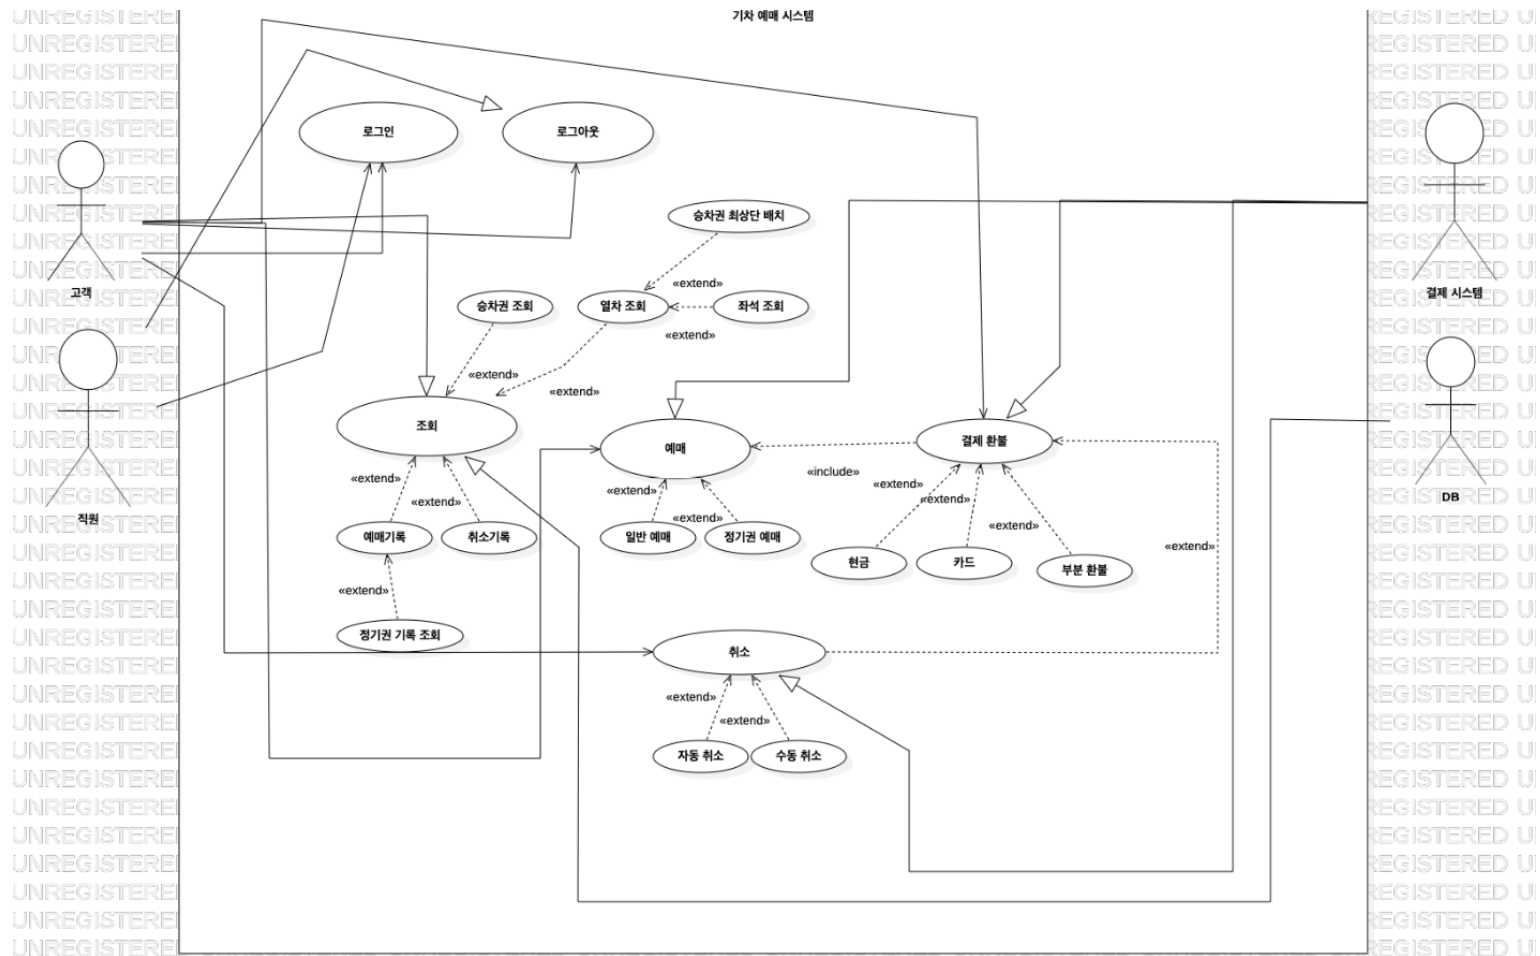 기차 예매 시스템
로그인
로그아웃
승차권 최상단 배치
«extend»
고객
결제 시스템
승차권 조회
열차 조회
좌석 조회
«extend»
«extend»
«extend»
조회
예매
결제 환불
«include»
«extend»
«extend»
«extend»
«extend»
«extend»
«extend»
«extend»
«extend»
직원
DB
예매기록
취소기록
일반 예매
정기권 예매
현금
카드
부분 환불
«extend»
정기권 기록 조회
취소
«extend»
«extend»
자동 취소
수동 취소
UNREGISTERED